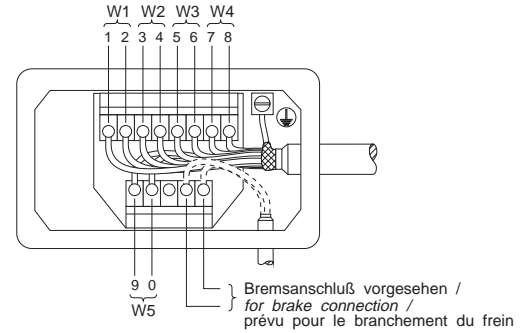 W1 W2 W3 W4
1 2 3 4 5 6 7 8
9 0
W5
Bremsanschluß vorgesehen /
for brake connection /
prévu pour le branchement du frein